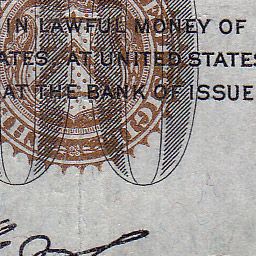 IN LAWFUL MONEY OF
ATES AT UNITED STATES
AT THE BANK OF ISSUE